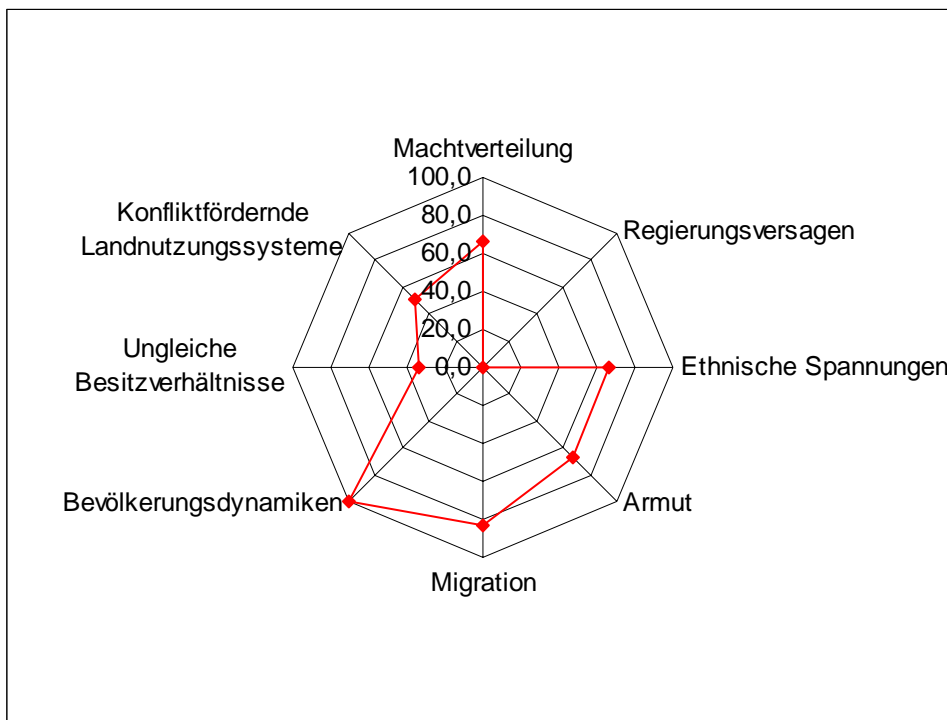 Machtverteilung
100,0
80,0
60,0
40,0
20,0
0,0
Regierungsversagen
Ethnische Spannungen
Armut
Migration
Bevölkerungsdynamiken
Ungleiche
Besitzverhältnisse
Konfliktfördernde
Landnutzungssysteme